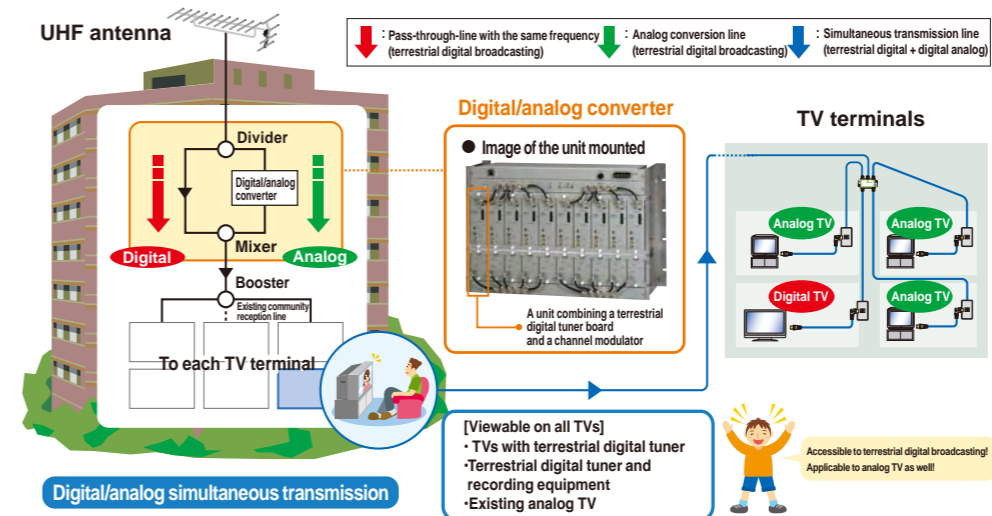 UHF antenna
: Pass-through-line with the same frequency
(terrestrial digital broadcasting)
: Analog conversion line
(terrestrial digital broadcasting)
: Simultaneous transmission line
(terrestrial digital + digital analog)
Divider
Digital/analog
converter
Mixer
Digital
Analog
Booster
Existing community
reception line
To each TV terminal
Digital/analog simultaneous transmission
Digital/analog converter
● Image of the unit mounted
A unit combining a terrestrial
digital tuner board
and a channel modulator
TV terminals
Analog TV
Analog TV
Digital TV
Analog TV
[Viewable on all TVs]
・TVs with terrestrial digital tuner
・Terrestrial digital tuner and
recording equipment
・Existing analog TV
Accessible to terrestrial digital broadcasting!
Applicable to analog TV as well!